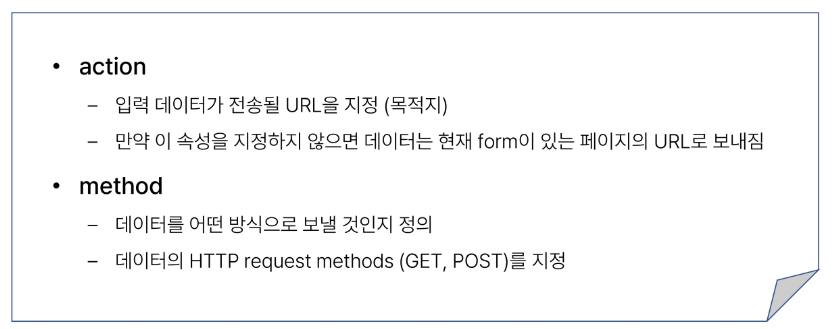 • action
– 입력 데이터가 전송될 URL을 지정 (목적지)
– 만약 이 속성을 지정하지 않으면 데이터는 현재 form이 있는 페이지의 URL로 보내짐
• method
– 데이터를 어떤 방식으로 보낼 것인지 정의
– 데이터의 HTTP request methods (GET, POST)를 지정